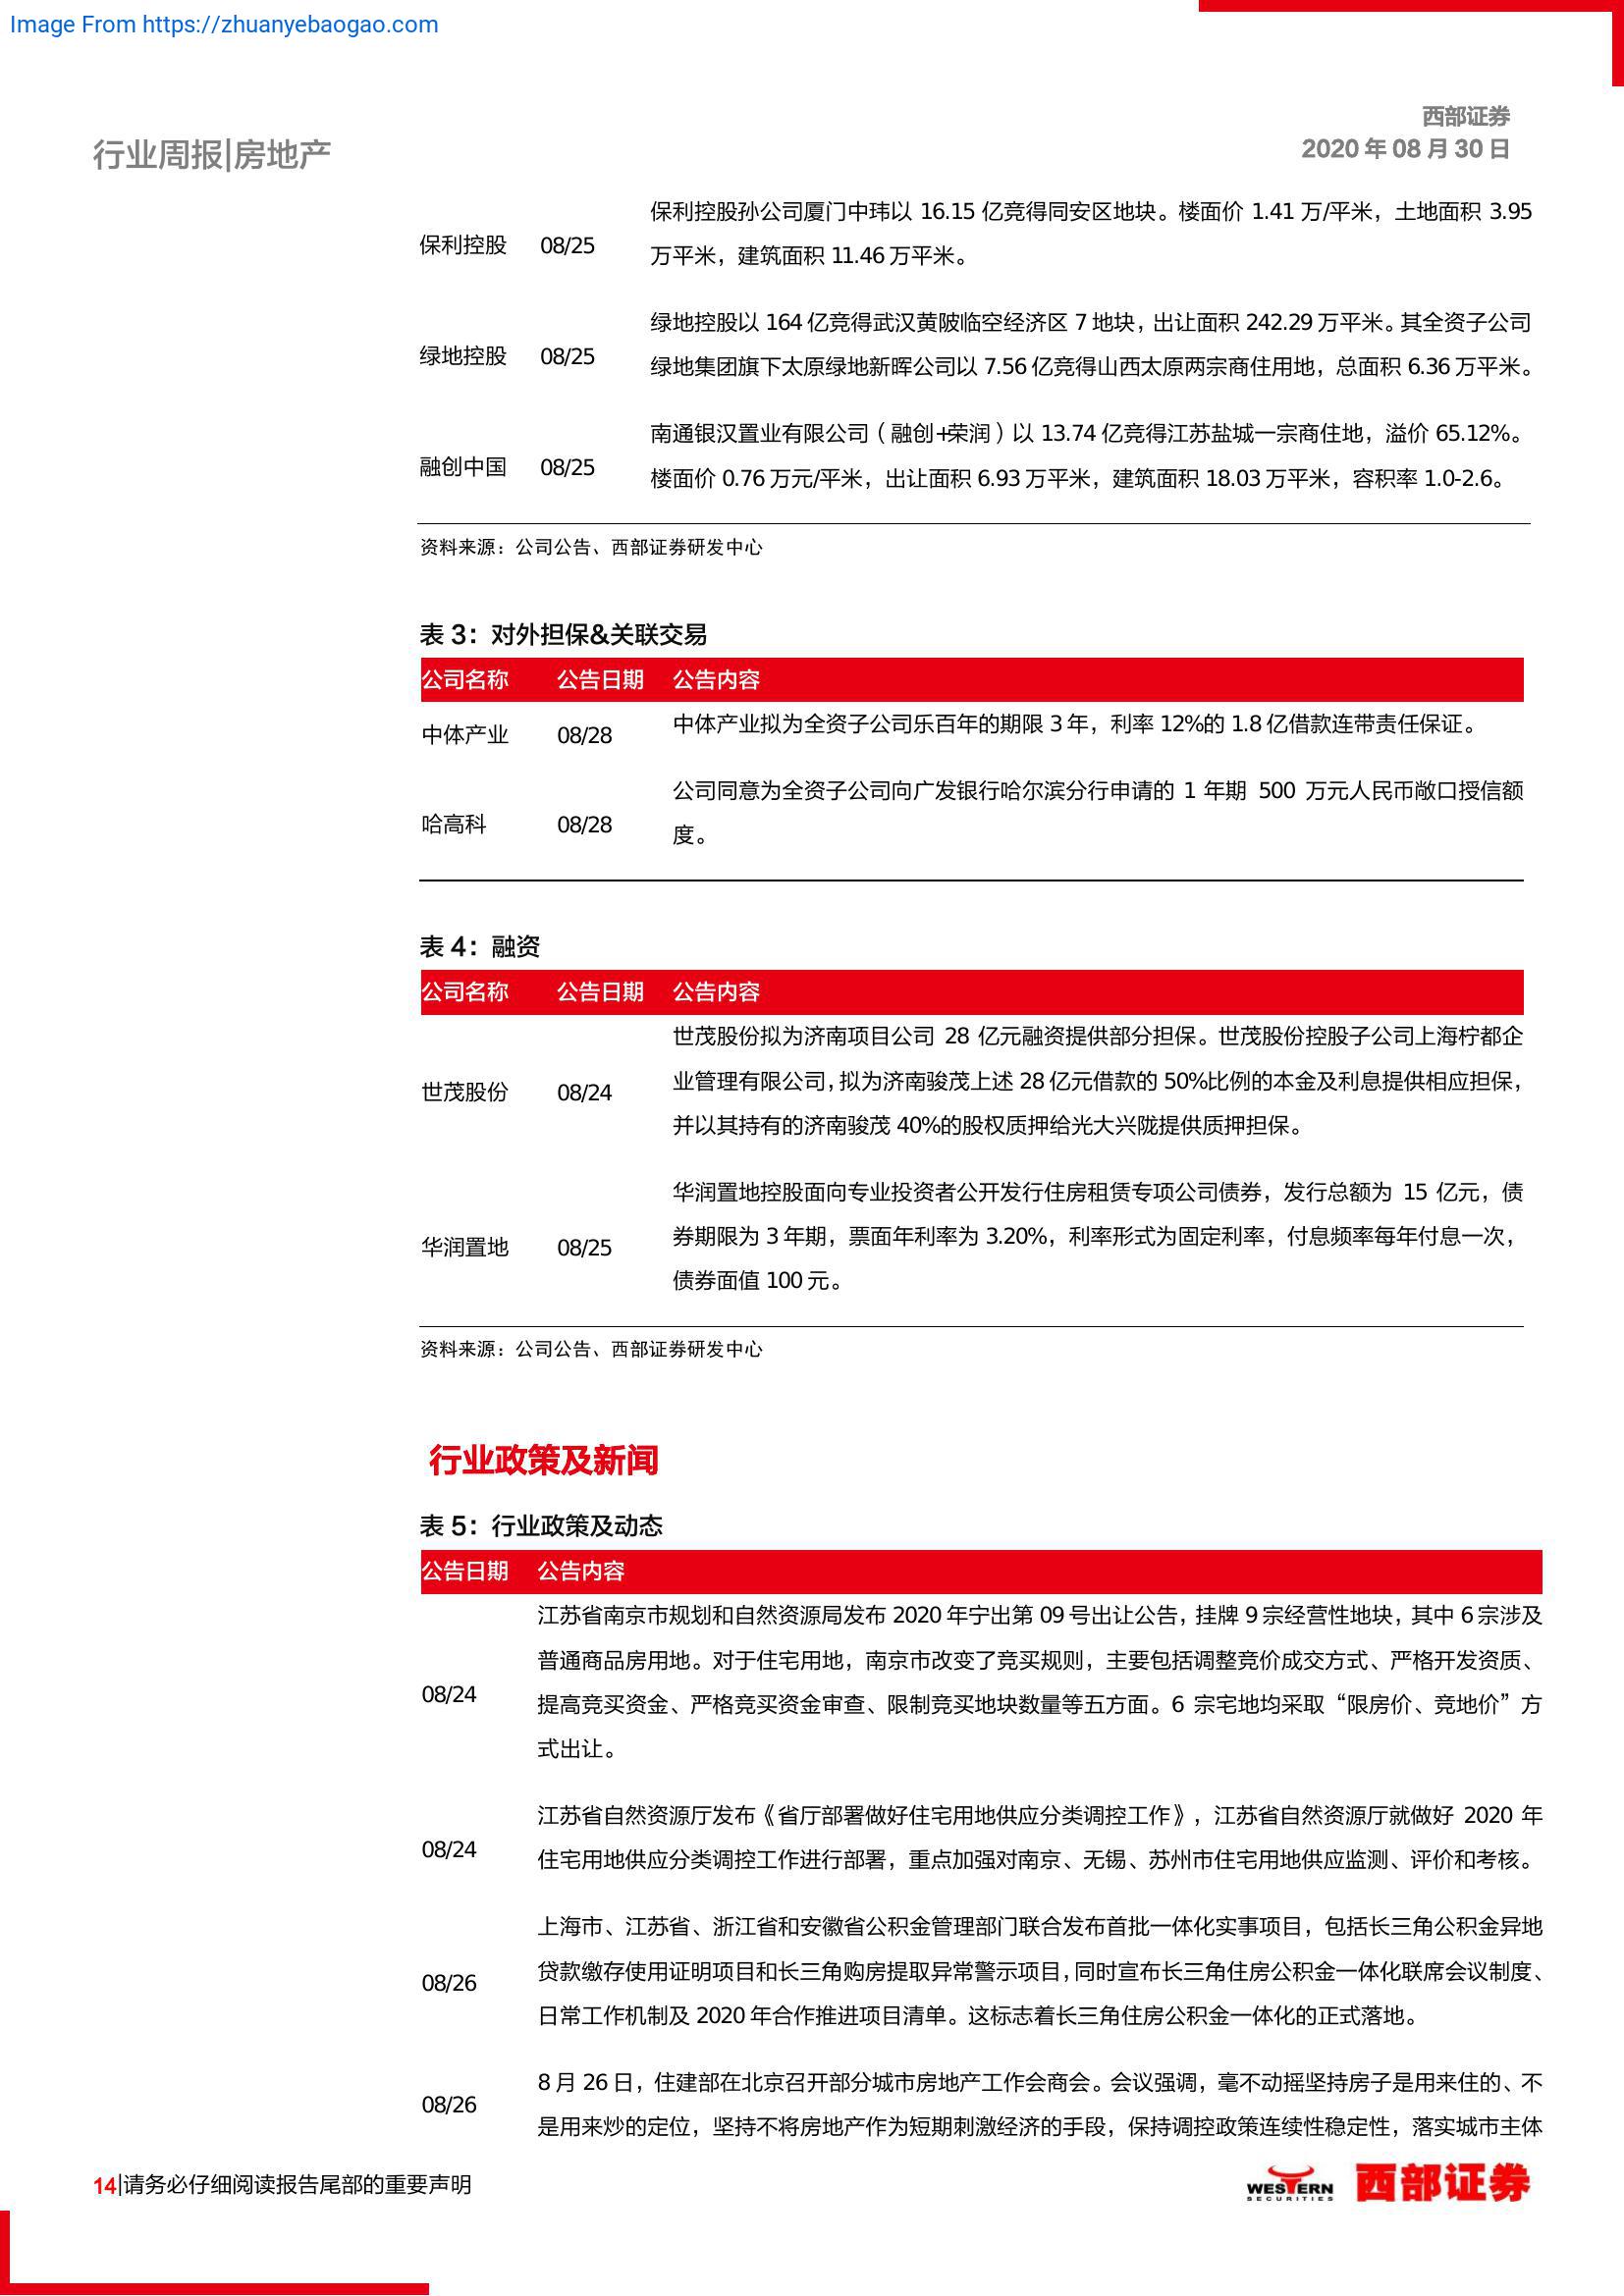 Image From https://zhuanyebaogao.com
西部证券
行业周报|房地产
2020 年 08 月 30 日
保利控股孙公司厦门中玮以 16.15 亿竞得同安区地块。楼面价 1.41 万/平米，土地面积 3.95
保利控股 08/25
万平米，建筑面积 11.46 万平米。
绿地控股以 164 亿竞得武汉黄陂临空经济区 7 地块，出让面积 242.29 万平米。其全资子公司
绿地控股 08/25
绿地集团旗下太原绿地新晖公司以 7.56 亿竞得山西太原两宗商住用地，总面积 6.36 万平米。
南通银汉置业有限公司（融创+荣润）以 13.74 亿竞得江苏盐城一宗商住地，溢价 65.12%。
融创中国 08/25
楼面价 0.76 万元/平米，出让面积 6.93 万平米，建筑面积 18.03 万平米，容积率 1.0-2.6。
资料来源：公司公告、西部证券研发中心
表 3：对外担保&关联交易
公司名称 公告日期 公告内容
中体产业 08/28 中体产业拟为全资子公司乐百年的期限 3 年，利率 12%的 1.8 亿借款连带责任保证。
公司同意为全资子公司向广发银行哈尔滨分行申请的 1 年期 500 万元人民币敞口授信额
哈高科 08/28
度。
表 4：融资
公司名称 公告日期 公告内容
世茂股份拟为济南项目公司 28 亿元融资提供部分担保。世茂股份控股子公司上海柠都企
世茂股份 08/24 业管理有限公司，拟为济南骏茂上述 28 亿元借款的 50%比例的本金及利息提供相应担保，
并以其持有的济南骏茂 40%的股权质押给光大兴陇提供质押担保。
华润置地控股面向专业投资者公开发行住房租赁专项公司债券，发行总额为 15 亿元，债
华润置地 08/25 券期限为 3 年期，票面年利率为 3.20%，利率形式为固定利率，付息频率每年付息一次，
债券面值 100 元。
资料来源：公司公告、西部证券研发中心
行业政策及新闻
表 5：行业政策及动态
公告日期 公告内容
江苏省南京市规划和自然资源局发布 2020 年宁出第 09 号出让公告，挂牌 9 宗经营性地块，其中 6 宗涉及
普通商品房用地。对于住宅用地，南京市改变了竞买规则，主要包括调整竞价成交方式、严格开发资质、
08/24
提高竞买资金、严格竞买资金审查、限制竞买地块数量等五方面。6 宗宅地均采取“限房价、竞地价”方
式出让。
江苏省自然资源厅发布《省厅部署做好住宅用地供应分类调控工作》，江苏省自然资源厅就做好 2020 年
08/24
住宅用地供应分类调控工作进行部署，重点加强对南京、无锡、苏州市住宅用地供应监测、评价和考核。
上海市、江苏省、浙江省和安徽省公积金管理部门联合发布首批一体化实事项目，包括长三角公积金异地
08/26 贷款缴存使用证明项目和长三角购房提取异常警示项目，同时宣布长三角住房公积金一体化联席会议制度、
日常工作机制及 2020 年合作推进项目清单。这标志着长三角住房公积金一体化的正式落地。
8 月 26 日，住建部在北京召开部分城市房地产工作会商会。会议强调，毫不动摇坚持房子是用来住的、不
08/26
是用来炒的定位，坚持不将房地产作为短期刺激经济的手段，保持调控政策连续性稳定性，落实城市主体
14|请务必仔细阅读报告尾部的重要声明
WESTERN
SECURITIES
西部证券